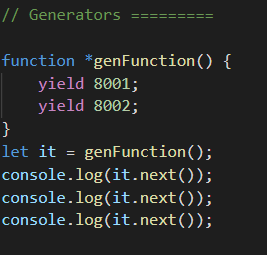 // Generators =========
function *genFunction() {
    yield 8001;
    yield 8002;
}
let it = genFunction();
console.log(it.next());
console.log(it.next());
console.log(it.next());